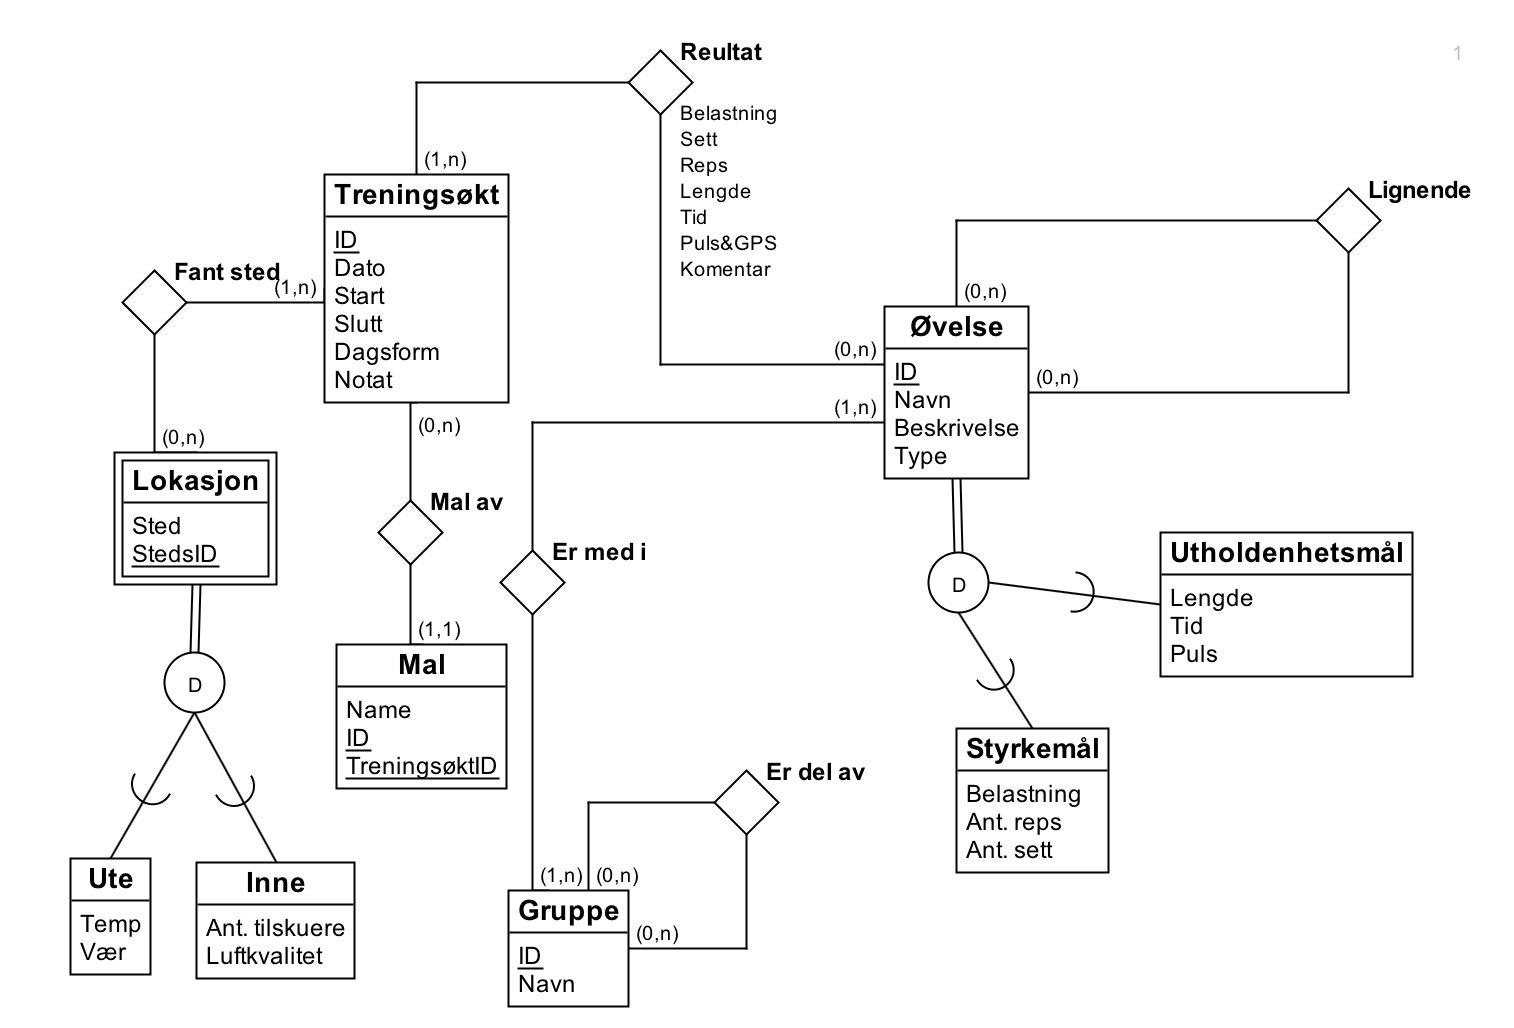 Reultat
1
Belastning
Sett
Reps
Lengde
Tid
Puls&GPS
Komentar
(1,n)
Treningsøkt
ID
Dato
Start
Slutt
Dagsform
Notat
Lignende
Fant sted
(1,n)
(0,n)
Øvelse
ID
Navn
Beskrivelse
Type
(0,n)
(0,n)
(1,n)
(0,n)
(0,n)
Lokasjon
Sted
StedsID
Mal av
Er med i
D
Utholdenhetsmål
Lengde
Tid
Puls
(1,1)
Mal
Name
ID
TreningsøktID
D
Styrkemål
Belastning
Ant. reps
Ant. sett
Er del av
Ute
Temp
Vær
Inne
Ant. tilskuere
Luftkvalitet
(1,n)
(0,n)
Gruppe
ID
Navn
(0,n)